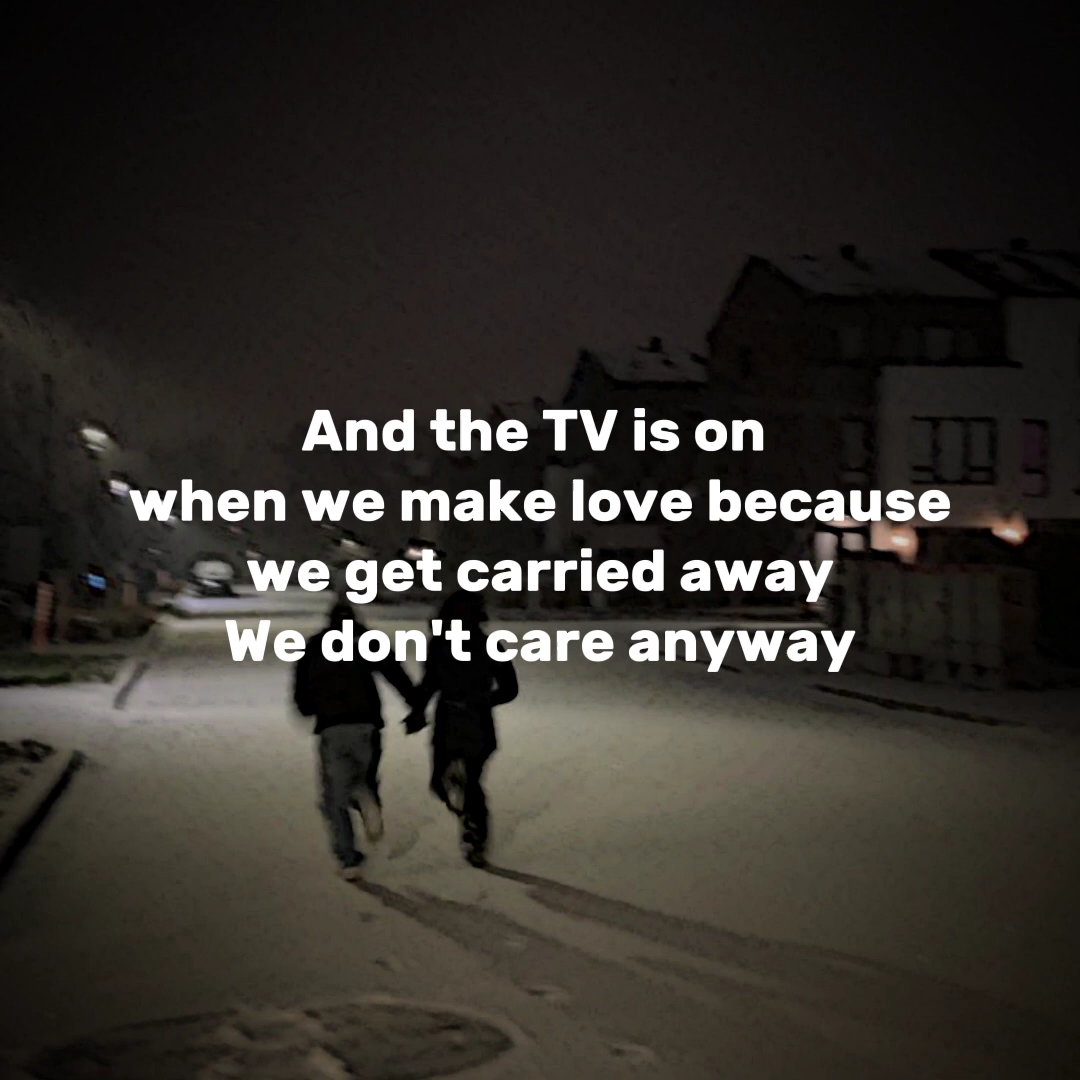 And the TV is on
when we make love because
we get carried away
We don't care anyway